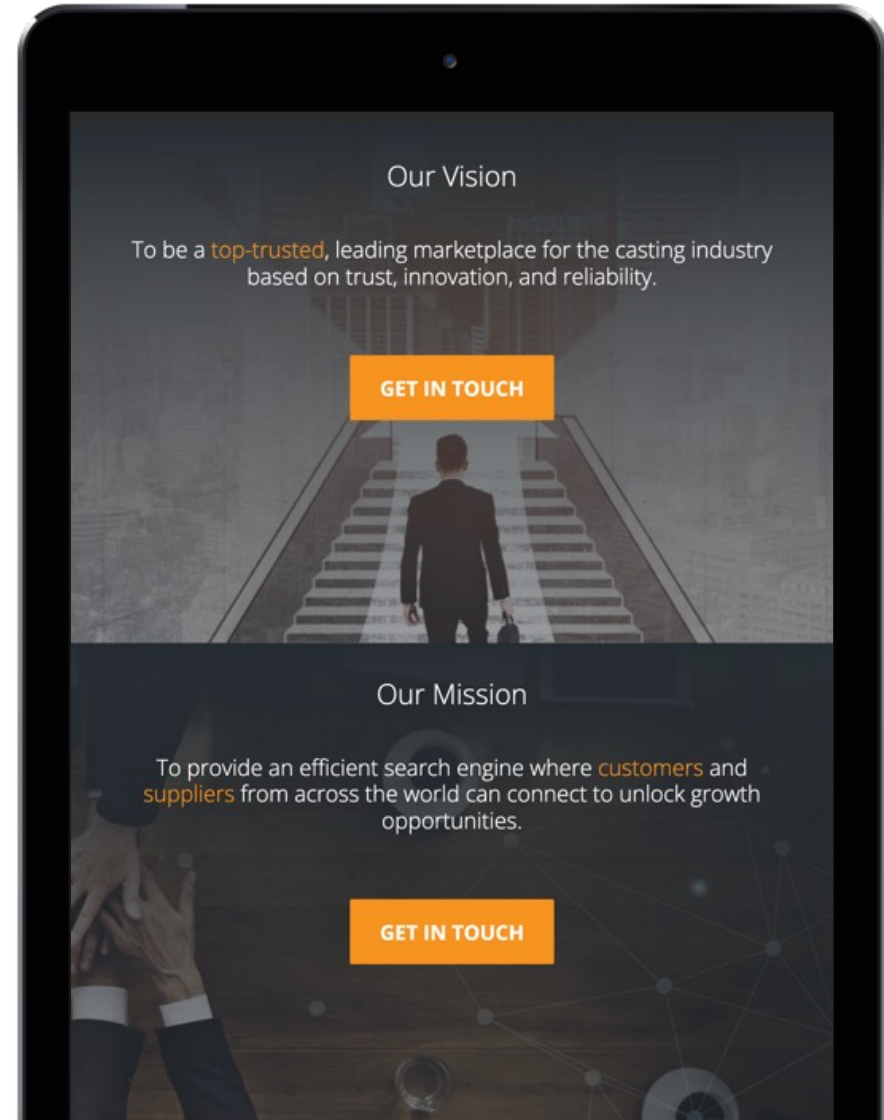 Our Vision
To be a top-trusted, leading marketplace for the casting industry
based on trust, innovation, and reliability.
GET IN TOUCH
Our Mission
To provide an efficient search engine where customers and
suppliers from across the world can connect to unlock growth
opportunities.
GET IN TOUCH